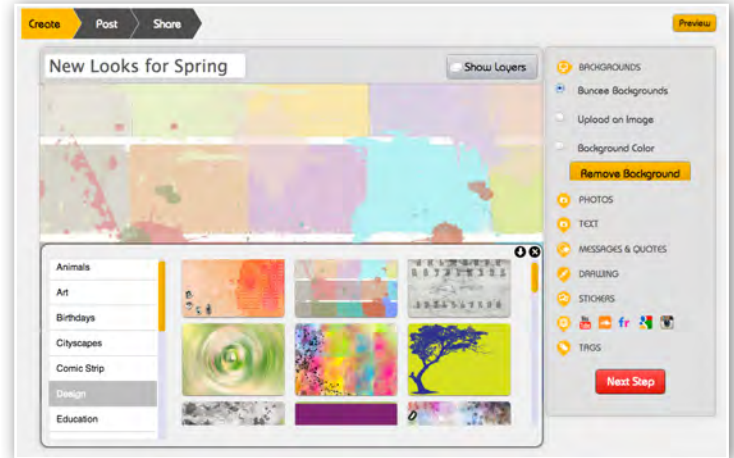 Create Post Share
Preview
New Looks for Spring
Show Layers
Animals
Art
Birthdays
Cityscapes
Comic Strip
Design
Education
BACKGROUNDS
Buncee Backgrounds
Upload an Image
Background Color
Remove Background
PHOTOS
TEXT
MESSAGES & QUOTES
DRAWING
STICKERS
fr
TAGS
Next Step